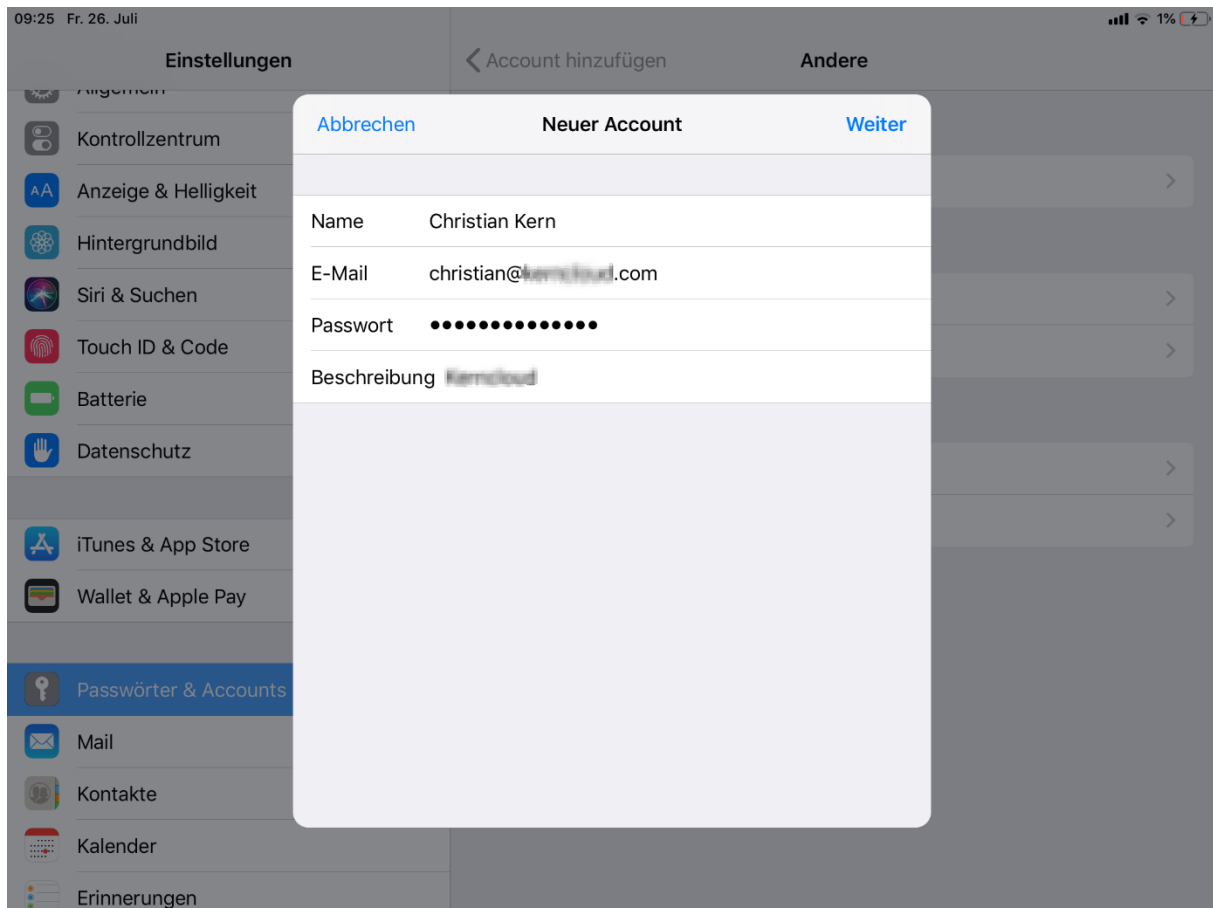 09:25 Fr. 26. Juli
1%
Einstellungen
Account hinzufügen
Andere
Allgemein
Kontrollzentrum
Anzeige & Helligkeit
Hintergrundbild
Siri & Suchen
Touch ID & Code
Batterie
Datenschutz
iTunes & App Store
Wallet & Apple Pay
Passwörter & Accounts
Mail
Kontakte
Kalender
Erinnerungen
Abbrechen
Neuer Account
Weiter
Name Christian Kern
E-Mail christian@ .com
Passwort ••••••••••••••
Beschreibung